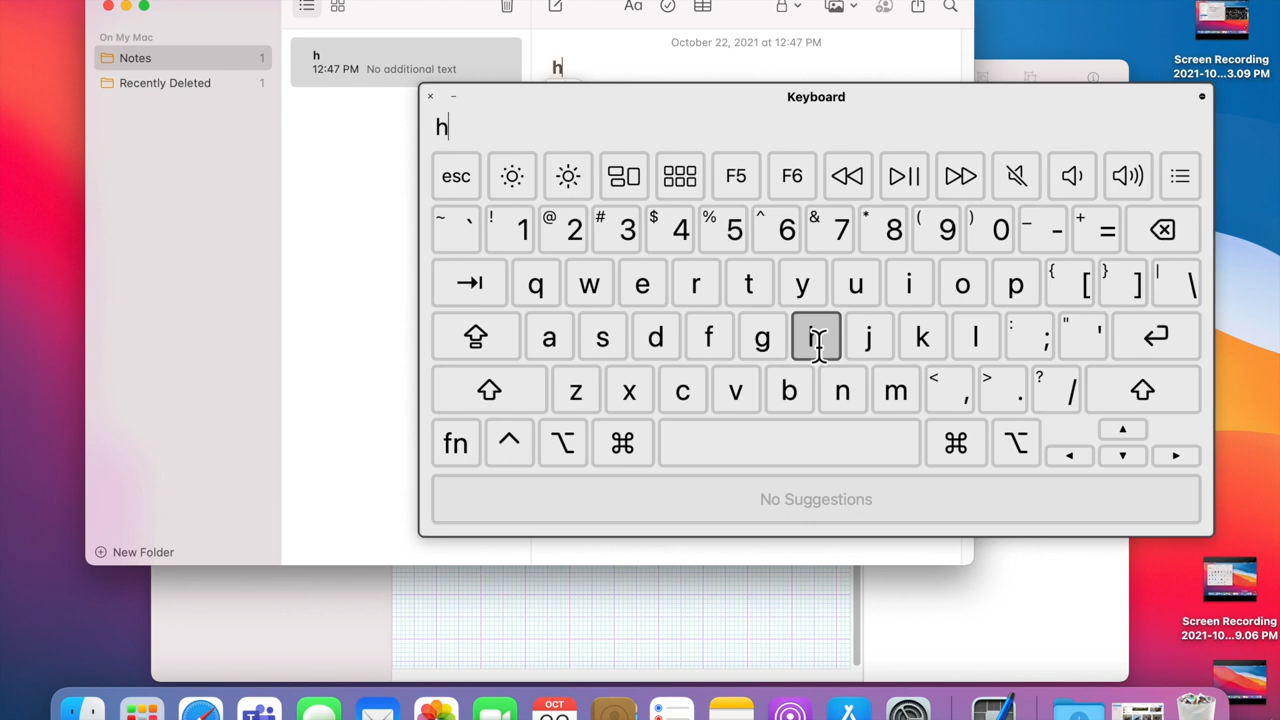 On My Mac
Notes 1
Recently Deleted 1
New Folder
h
12:47 PM No additional text
Aa
October 22, 2021 at 12:47 PM
h
Keyboard
h
esc F5 F6
~ ` ! 1 @ 2 # 3 $ 4 % 5 ^ 6 & 7 * 8 ( 9 ) 0 _ - + =
q w e r t y u i o p { [ } ] | \
a s d f g h j k l : ; " '
z x c v b n m < , > . ? /
fn ^ ⌥ ⌘ ⌘ ⌥
No Suggestions
Screen Recording
2021-10...3.09 PM
Screen Recording
2021-10...9.06 PM
OCT